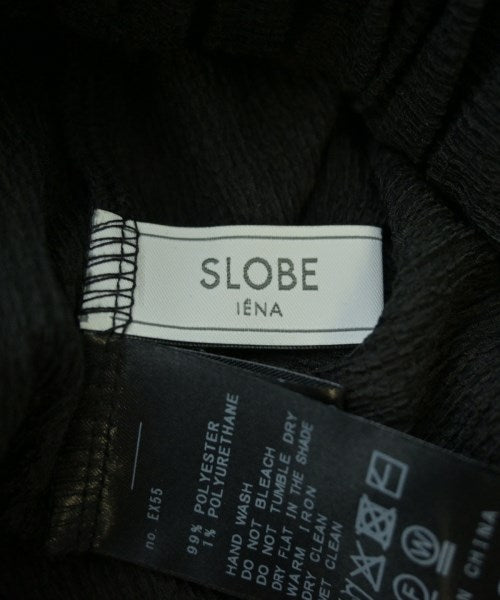 SLOBE
IÉNA
no. EX55
99% POLYESTER
1% POLYURETHANE
HAND WASH
DO NOT BLEACH
DO NOT TUMBLE DRY
DRY FLAT IN THE SHADE
WARM IRON
DRY CLEAN
WET CLEAN
CHINA